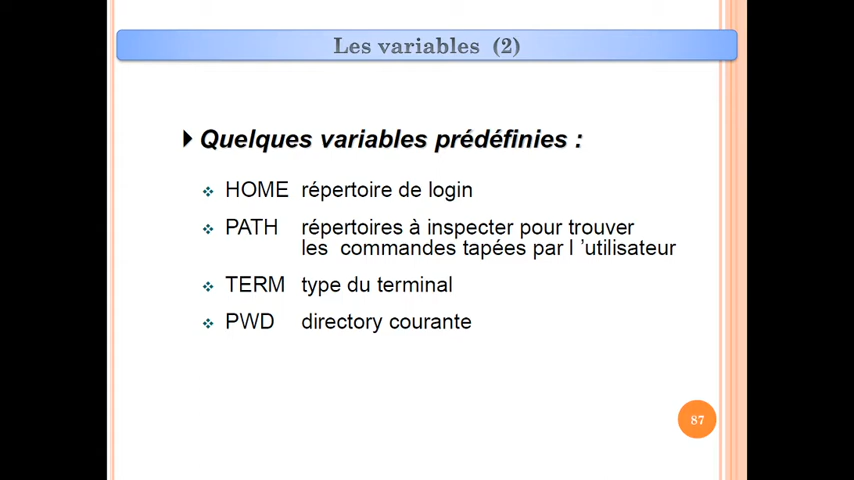 Les variables (2)
Quelques variables prédéfinies :
HOME répertoire de login
PATH répertoires à inspecter pour trouver
les commandes tapées par l ’utilisateur
TERM type du terminal
PWD directory courante
87